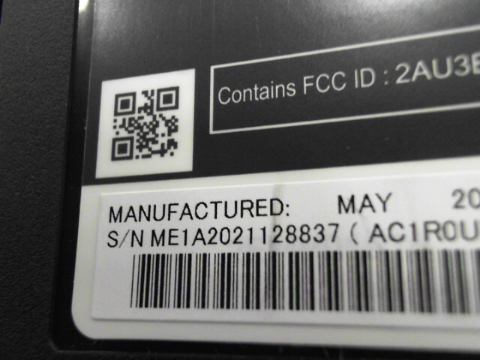 Contains FCC ID : 2AU3E
MANUFACTURED: MAY 20
S/N ME1A2021128837 ( AC1R0U